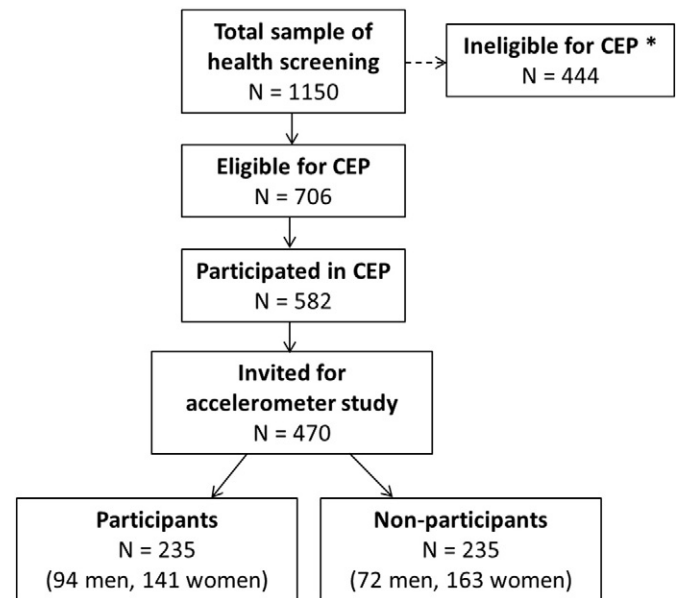 Total sample of
health screening
N = 1150
Ineligible for CEP *
N = 444
Eligible for CEP
N = 706
Participated in CEP
N = 582
Invited for
accelerometer study
N = 470
Participants
N = 235
(94 men, 141 women)
Non-participants
N = 235
(72 men, 163 women)